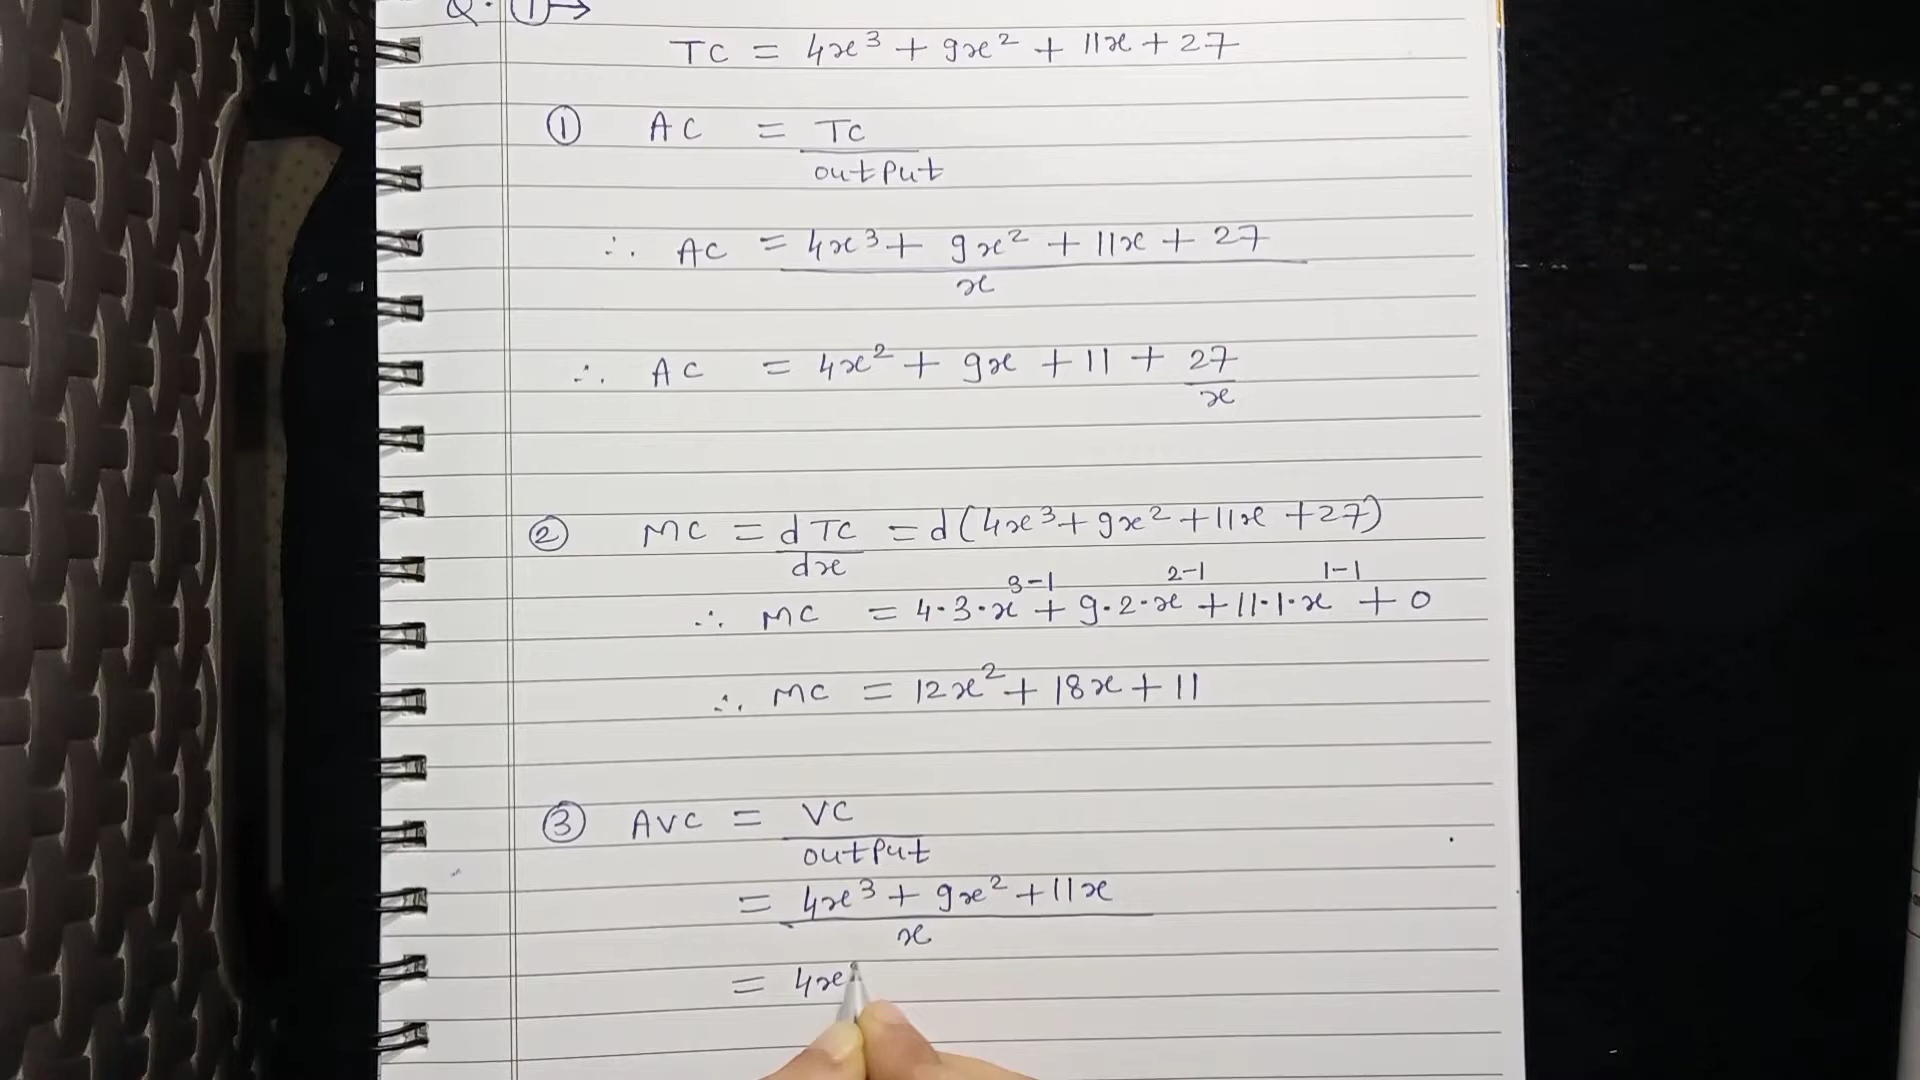 Q. ① →
TC = 4x³ + 9x² + 11x + 27
① AC = TC
output
∴ AC = 4x³ + 9x² + 11x + 27
x
∴ AC = 4x² + 9x + 11 + 27
x
② MC = dTC = d(4x³ + 9x² + 11x + 27)
dx
3-1 2-1 1-1
∴ MC = 4·3·x + 9·2·x + 11·1·x + 0
∴ MC = 12x² + 18x + 11
③ AVC = VC
output
= 4x³ + 9x² + 11x
x
= 4x